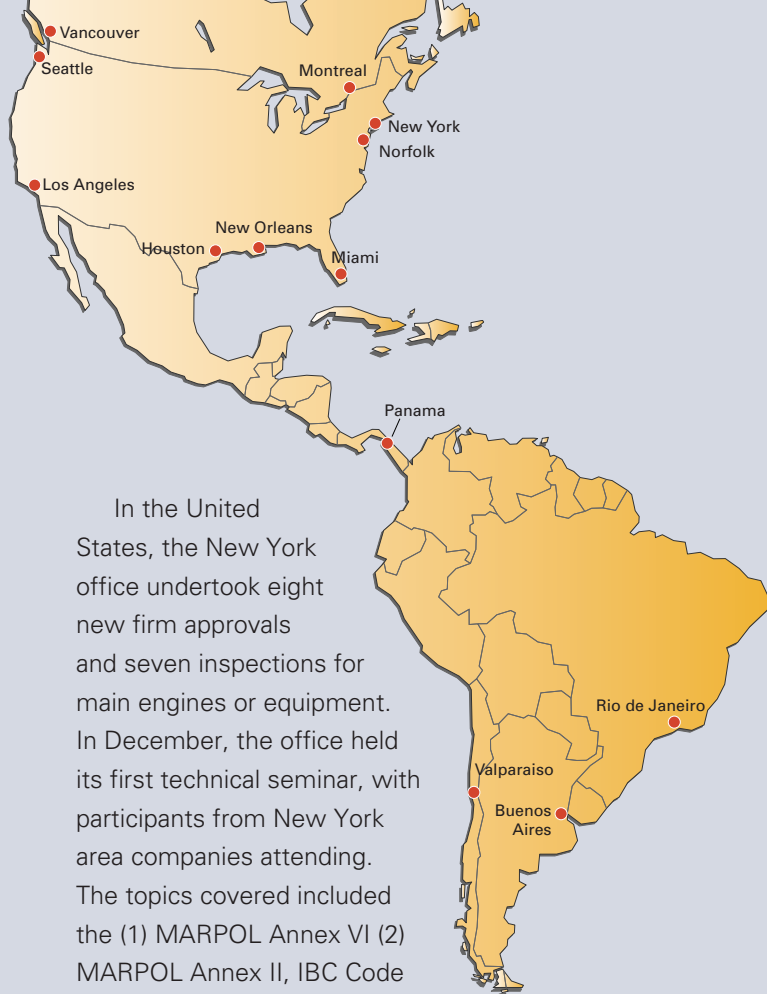 Vancouver
Seattle
Montreal
New York
Norfolk
Los Angeles
New Orleans
Houston
Miami
Panama
In the United
States, the New York
office undertook eight
new firm approvals
and seven inspections for
main engines or equipment.
In December, the office held
its first technical seminar, with
participants from New York
area companies attending.
The topics covered included
the (1) MARPOL Annex VI (2)
MARPOL Annex II, IBC Code
Rio de Janeiro
Valparaiso
Buenos
Aires